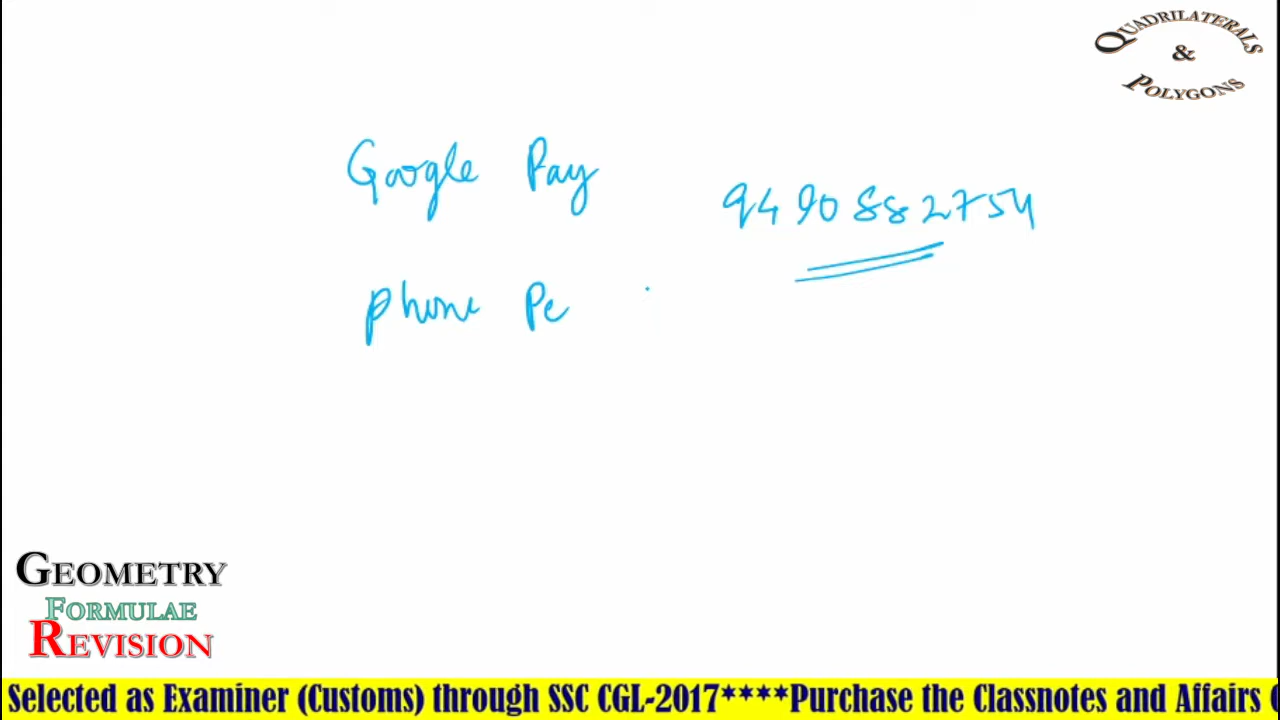 QUADRILATERALS
&
POLYGONS
Google Pay
9490882754
Phone Pe
GEOMETRY
FORMULAE
REVISION
Selected as Examiner (Customs) through SSC CGL-2017****Purchase the Classnotes and Affairs